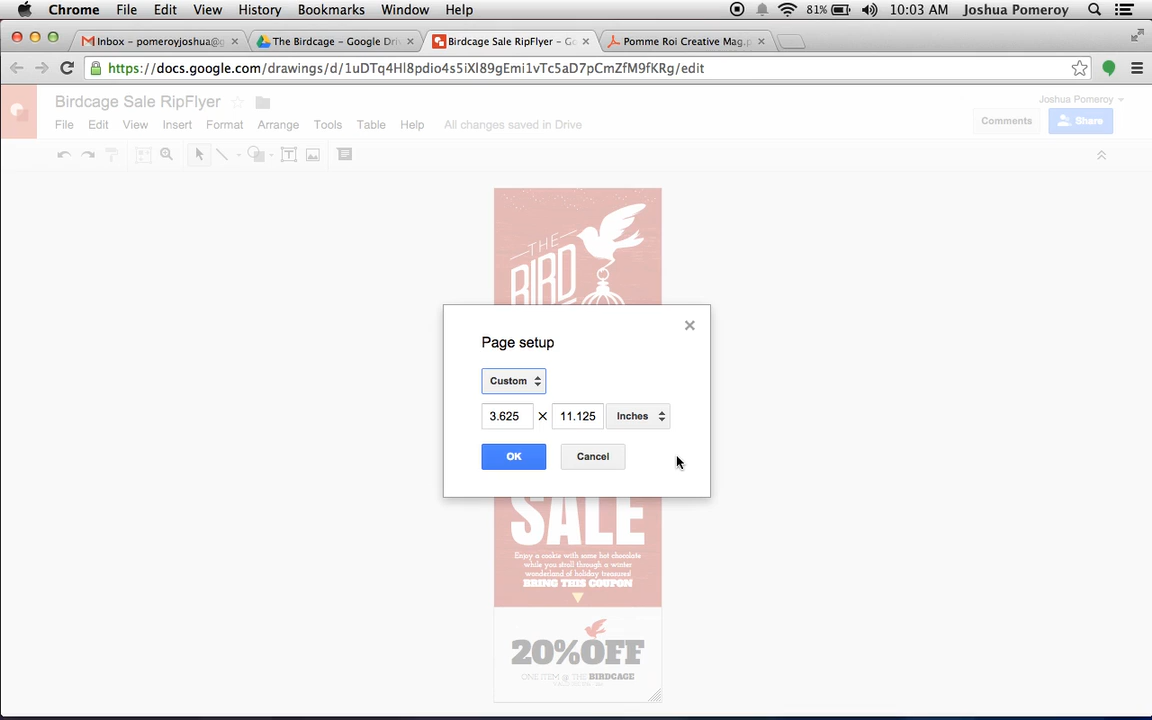 Chrome File Edit View History Bookmarks Window Help 81% 10:03 AM Joshua Pomeroy
Inbox - pomeroyjoshua@g × The Birdcage - Google Dri × Birdcage Sale RipFlyer - Go × Pomme Roi Creative Mag.p ×
https://docs.google.com/drawings/d/1uDTq4Hl8pdio4s5iXl89gEmi1vTc5aD7pCmZfM9fKRg/edit
Birdcage Sale RipFlyer
Joshua Pomeroy
File Edit View Insert Format Arrange Tools Table Help All changes saved in Drive
Comments Share
THE
BIRD
Page setup
Custom
3.625 × 11.125 Inches
OK Cancel
SALE
Enjoy a cookie with some hot chocolate
while you stroll through a winter
wonderland of holiday treasures!
BRING THIS COUPON
20%OFF
ONE ITEM @ THE BIRDCAGE